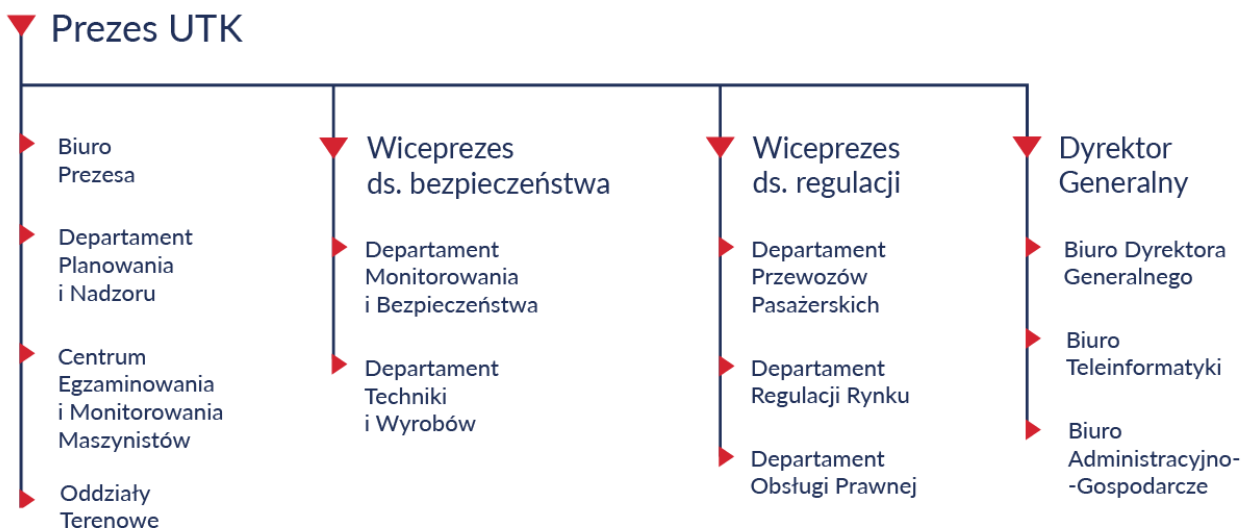 Prezes UTK
Biuro
Prezesa
Departament
Planowania
i Nadzoru
Centrum
Egzaminowania
i Monitorowania
Maszynistów
Oddziały
Terenowe
Wiceprezes
ds. bezpieczeństwa
Departament
Monitorowania
i Bezpieczeństwa
Departament
Techniki
i Wyrobów
Wiceprezes
ds. regulacji
Departament
Przewozów
Pasażerskich
Departament
Regulacji Rynku
Departament
Obsługi Prawnej
Dyrektor
Generalny
Biuro Dyrektora
Generalnego
Biuro
Teleinformatyki
Biuro
Administracyjno-
-Gospodarcze